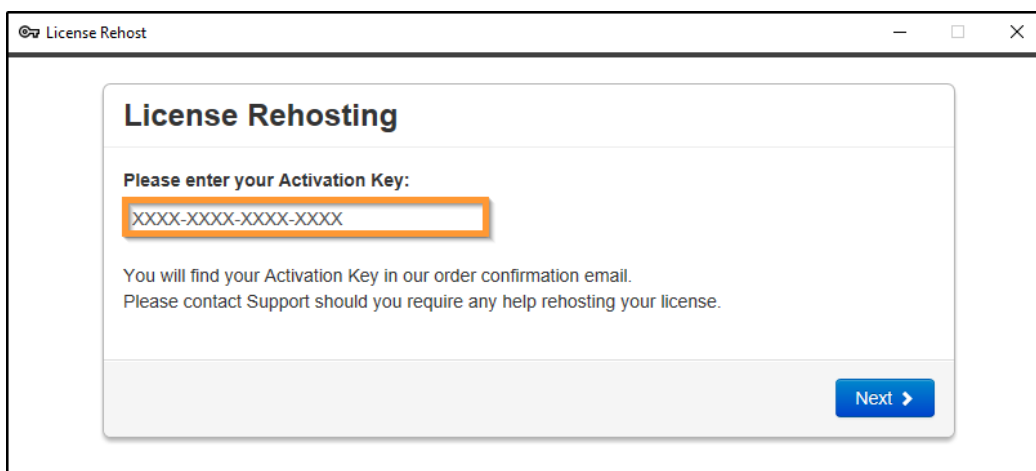 License Rehost
License Rehosting
Please enter your Activation Key:
XXXX-XXXX-XXXX-XXXX
You will find your Activation Key in our order confirmation email.
Please contact Support should you require any help rehosting your license.
Next